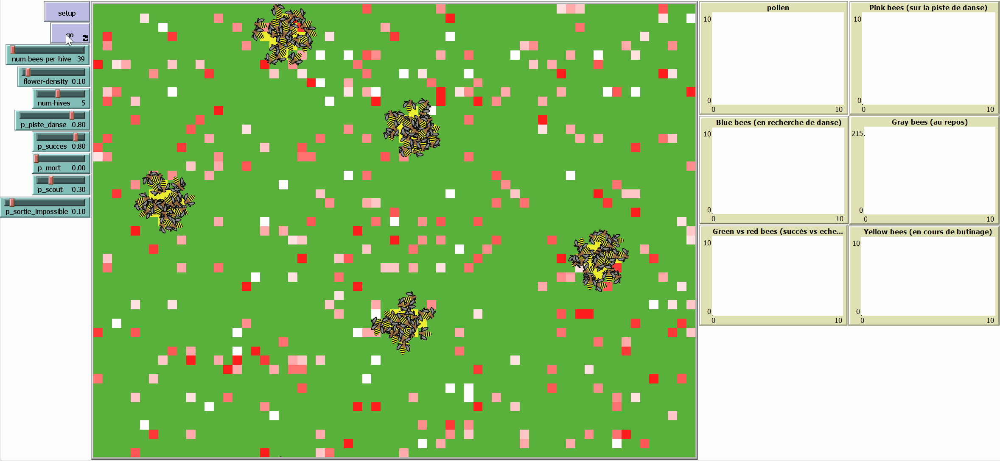 setup
go
num-bees-per-hive 39
flower-density 0.10
num-hives 5
p_piste_danse 0.80
p_succes 0.80
p_mort 0.00
p_scout 0.30
p_sortie_impossible 0.10
pollen
10
0
0 10
Pink bees (sur la piste de danse)
10
0
0 10
Blue bees (en recherche de danse)
10
0
0 10
Gray bees (au repos)
215.
0
0 10
Green vs red bees (succès vs eche...
10
0
0 10
Yellow bees (en cours de butinage)
10
0
0 10